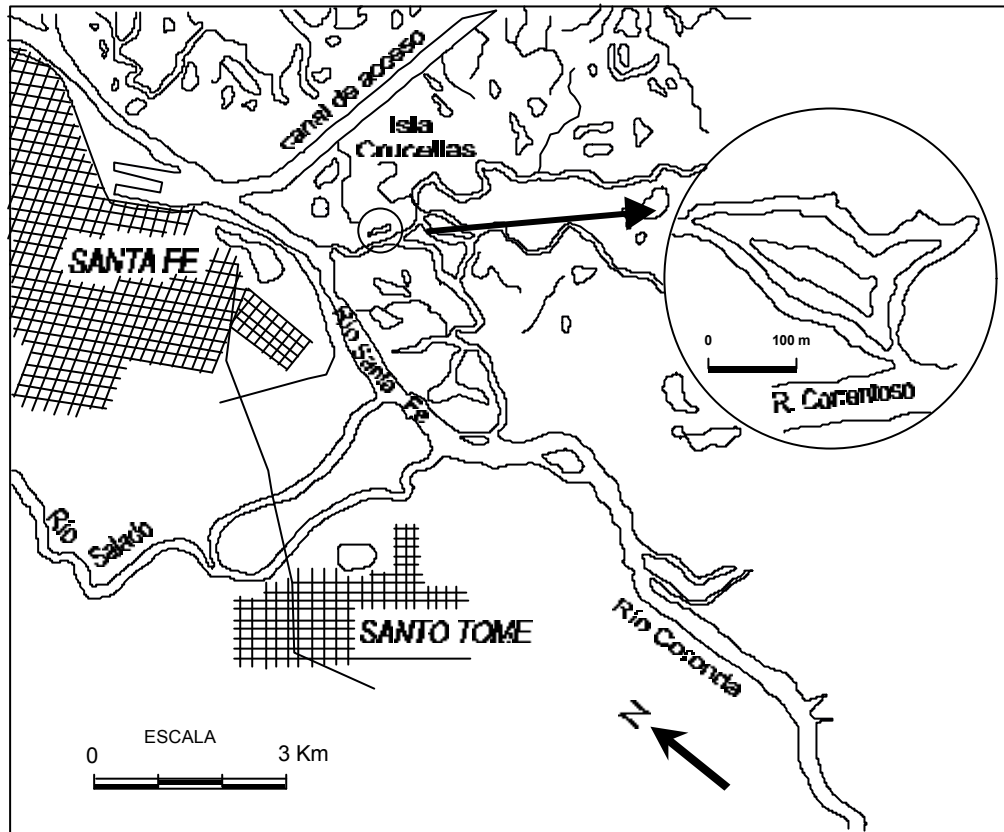 canal de acceso
Isla
Crucellas
SANTA FE
Río Santa Fe
0 100 m
R. Correntoso
Río
Salado
SANTO TOME
Río Coronda
N
ESCALA
0 3 Km